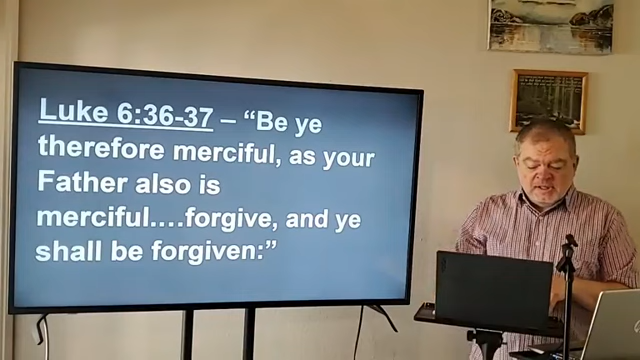 Luke 6:36-37 – “Be ye
therefore merciful, as your
Father also is
merciful....forgive, and ye
shall be forgiven:”